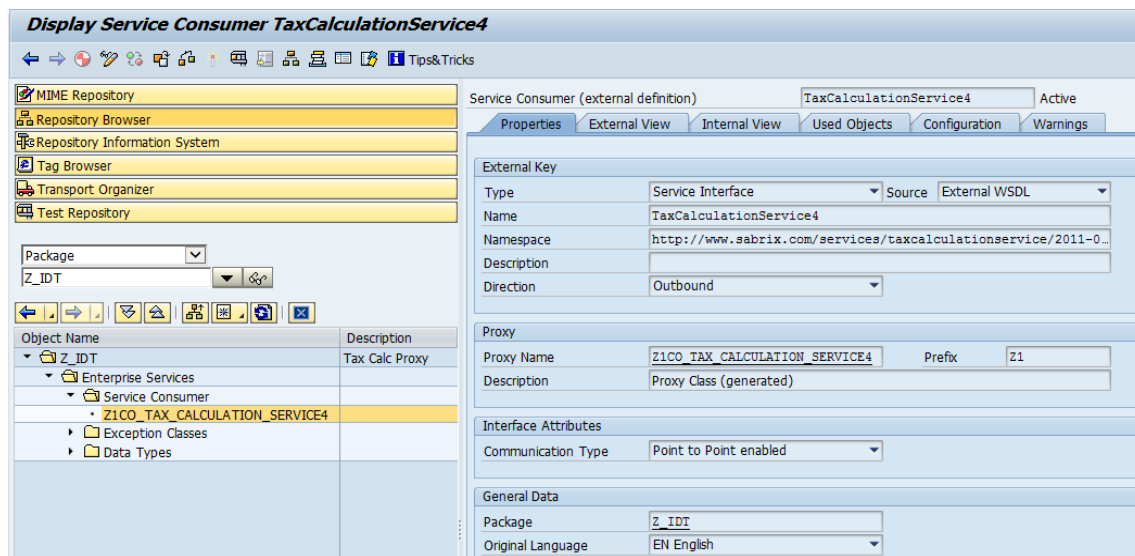 Display Service Consumer TaxCalculationService4
Tips&Tricks
MIME Repository
Repository Browser
Repository Information System
Tag Browser
Transport Organizer
Test Repository
Package
Z_IDT
Object Name Description
Z_IDT Tax Calc Proxy
Enterprise Services
Service Consumer
Z1CO_TAX_CALCULATION_SERVICE4
Exception Classes
Data Types
Service Consumer (external definition) TaxCalculationService4 Active
Properties External View Internal View Used Objects Configuration Warnings
External Key
Type Service Interface Source External WSDL
Name TaxCalculationService4
Namespace http://www.sabrix.com/services/taxcalculationservice/2011-0…
Description
Direction Outbound
Proxy
Proxy Name Z1CO_TAX_CALCULATION_SERVICE4 Prefix Z1
Description Proxy Class (generated)
Interface Attributes
Communication Type Point to Point enabled
General Data
Package Z_IDT
Original Language EN English